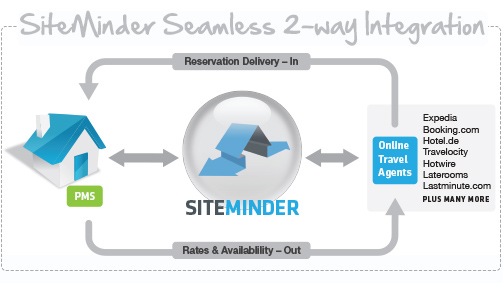 SiteMinder Seamless 2-way Integration
Reservation Delivery – In
PMS
SITEMINDER
Online
Travel
Agents
Expedia
Booking.com
Hotel.de
Travelocity
Hotwire
Laterooms
Lastminute.com
PLUS MANY MORE
Rates & Availablility – Out